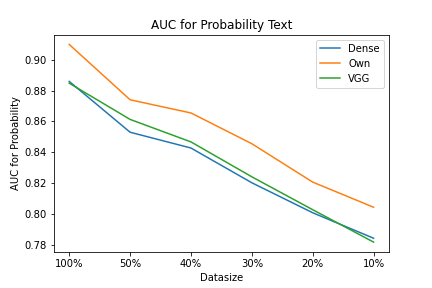 AUC for Probability Text
Dense
Own
VGG
AUC for Probability
0.90
0.88
0.86
0.84
0.82
0.80
0.78
100% 50% 40% 30% 20% 10%
Datasize